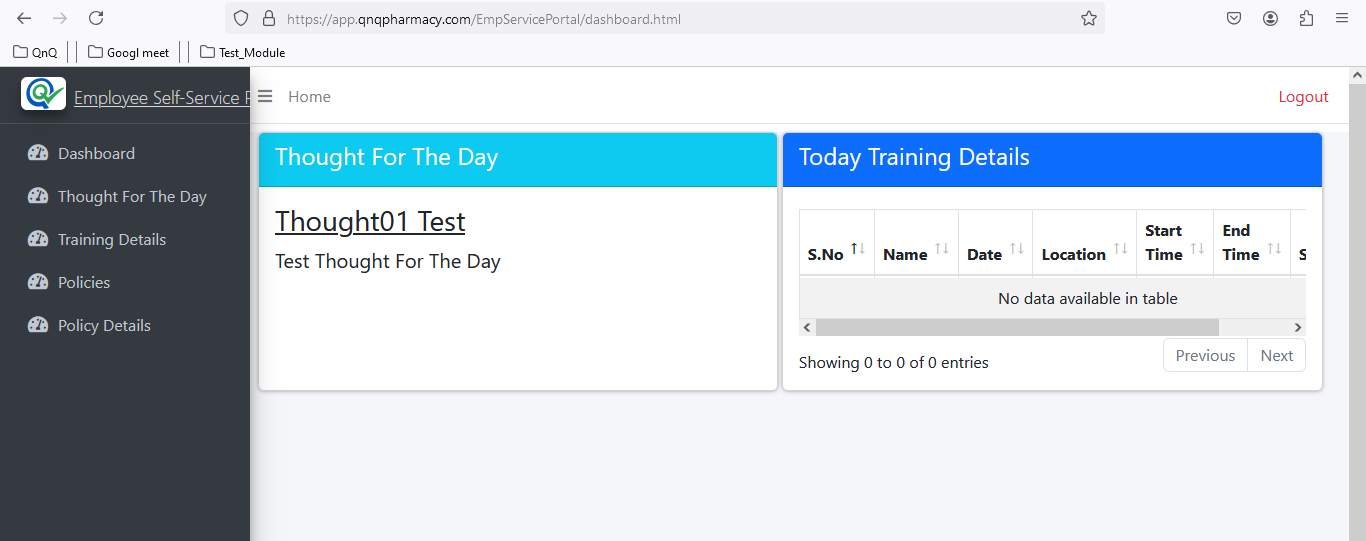 https://app.qnqpharmacy.com/EmpServicePortal/dashboard.html
QnQ
Googl meet
Test_Module
Employee Self-Service P
Home
Logout
Dashboard
Thought For The Day
Training Details
Policies
Policy Details
Thought For The Day
Thought01 Test
Test Thought For The Day
Today Training Details
S.No Name Date Location Start Time End Time S
No data available in table
Showing 0 to 0 of 0 entries
Previous Next